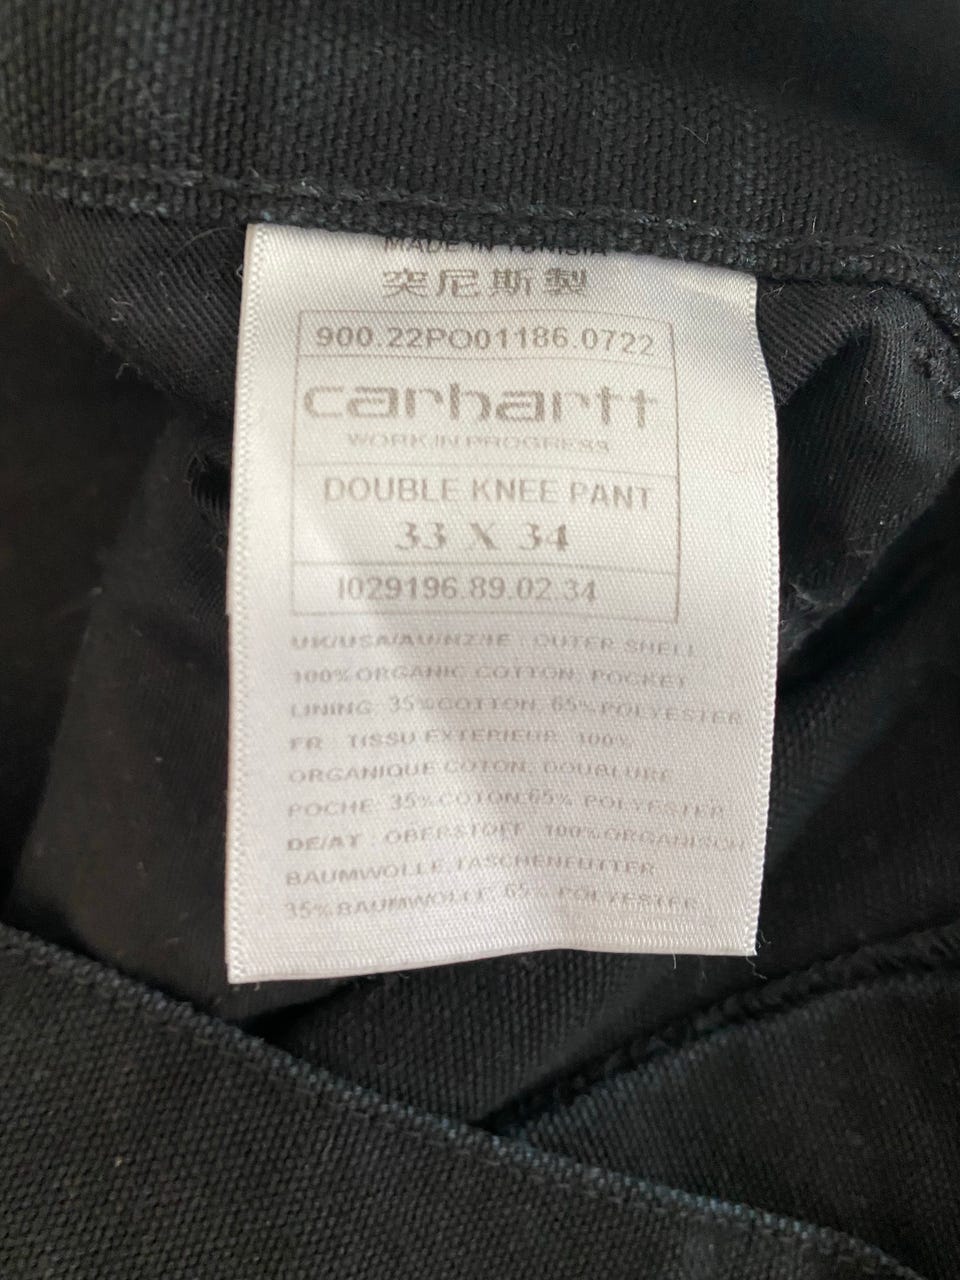 MADE IN TUNISIA
突尼斯製
900.22PO01186.0722
carhartt
WORK IN PROGRESS
DOUBLE KNEE PANT
33 X 34
I029196.89.02.34
UK/USA/AU/NZ/IE : OUTER SHELL
100% ORGANIC COTTON; POCKET
LINING: 35% COTTON, 65% POLYESTER
FR : TISSU EXTERIEUR: 100%
ORGANIQUE COTON; DOUBLURE
POCHE: 35% COTON, 65% POLYESTER
DE/AT : OBERSTOFF: 100% ORGANISCH
BAUMWOLLE; TASCHENFUTTER
35% BAUMWOLLE, 65% POLYESTER